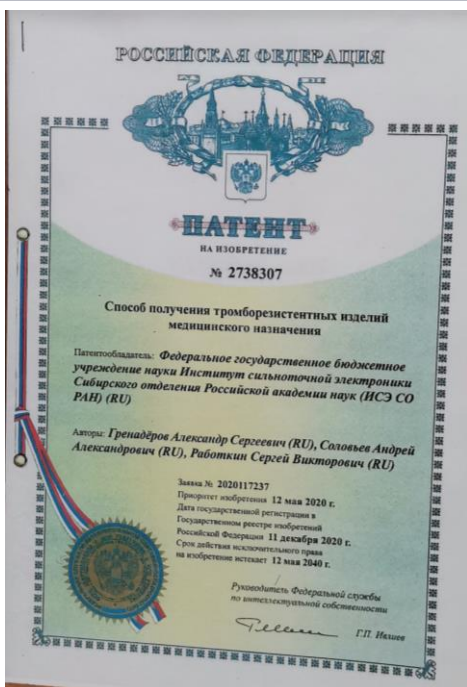 РОССИЙСКАЯ ФЕДЕРАЦИЯ
ПАТЕНТ
НА ИЗОБРЕТЕНИЕ
№ 2738307
Способ получения тромборезистентных изделий
медицинского назначения
Патентообладатель: Федеральное государственное бюджетное
учреждение науки Институт сильноточной электроники
Сибирского отделения Российской академии наук (ИСЭ СО
РАН) (RU)
Авторы: Гренадёров Александр Сергеевич (RU), Соловьев Андрей
Александрович (RU), Работкин Сергей Викторович (RU)
Заявка № 2020117237
Приоритет изобретения 12 мая 2020 г.
Дата государственной регистрации в
Государственном реестре изобретений
Российской Федерации 11 декабря 2020 г.
Срок действия исключительного права
на изобретение истекает 12 мая 2040 г.
Руководитель Федеральной службы
по интеллектуальной собственности
Г.П. Ивлиев